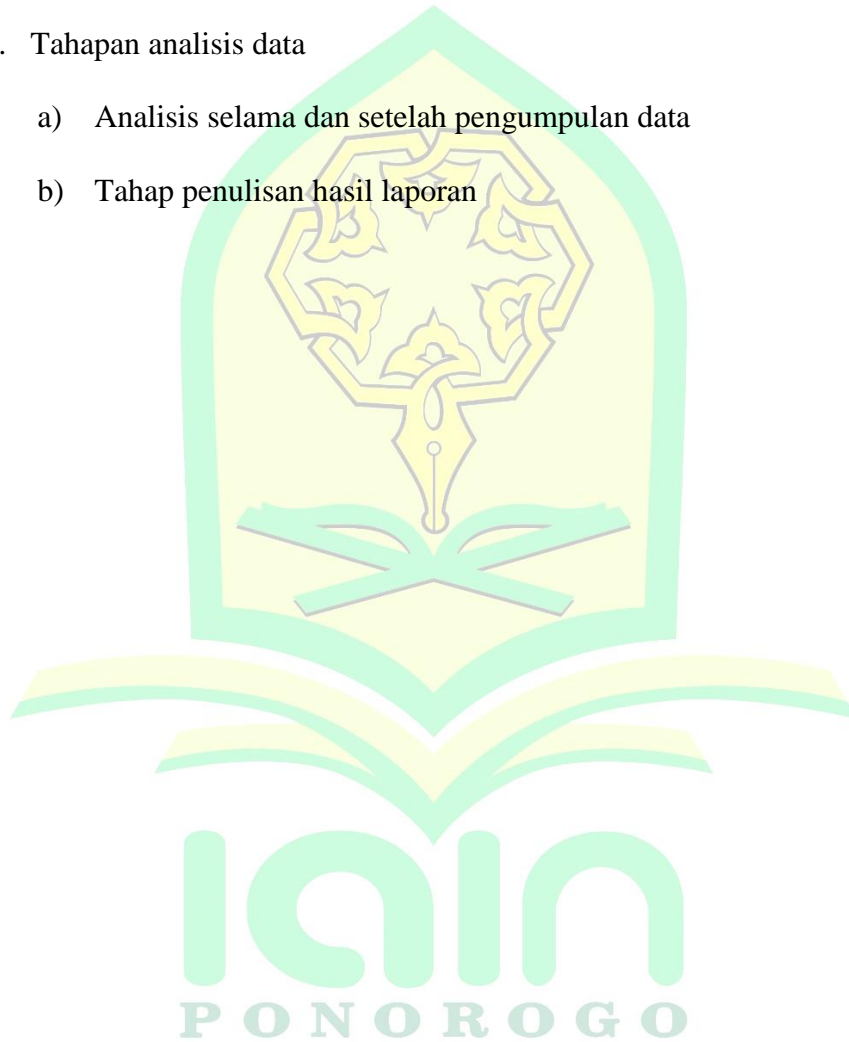 . Tahapan analisis data
a) Analisis selama dan setelah pengumpulan data
b) Tahap penulisan hasil laporan
iain
PONOROGO